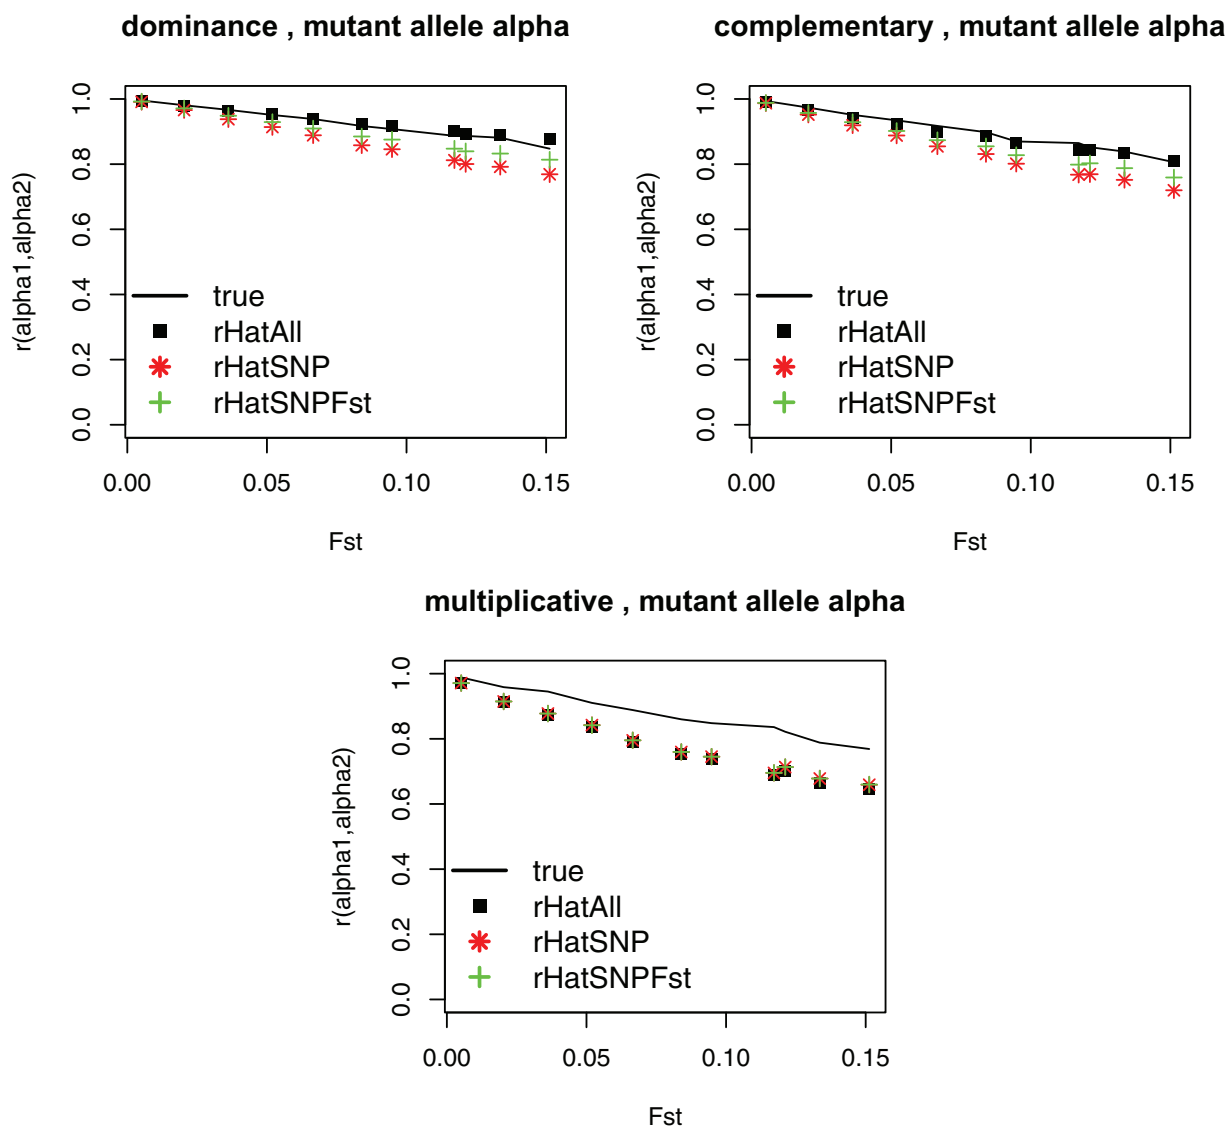 dominance , mutant allele alpha
r(alpha1,alpha2)
1.0
0.8
0.6
0.4
0.2
0.0
true
rHatAll
rHatSNP
rHatSNPFst
0.00 0.05 0.10 0.15
Fst
complementary , mutant allele alpha
r(alpha1,alpha2)
1.0
0.8
0.6
0.4
0.2
0.0
true
rHatAll
rHatSNP
rHatSNPFst
0.00 0.05 0.10 0.15
Fst
multiplicative , mutant allele alpha
r(alpha1,alpha2)
1.0
0.8
0.6
0.4
0.2
0.0
true
rHatAll
rHatSNP
rHatSNPFst
0.00 0.05 0.10 0.15
Fst